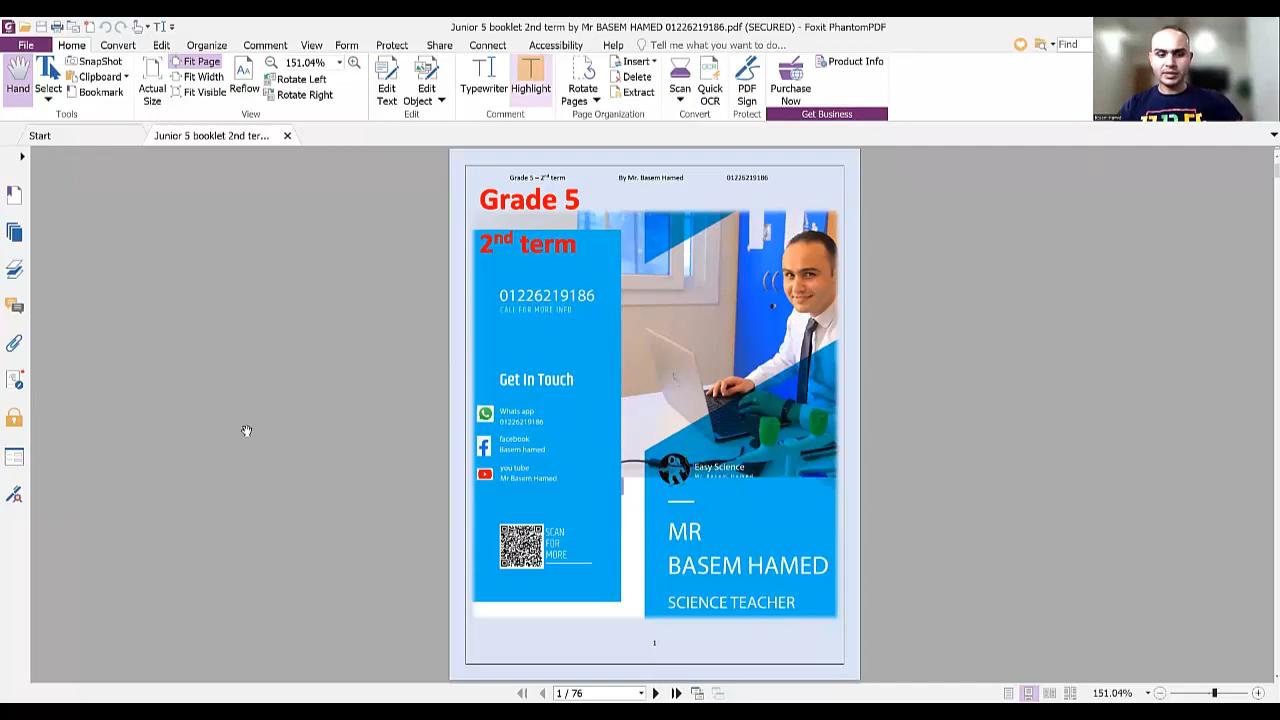 Junior 5 booklet 2nd term by Mr BASEM HAMED 01226219186.pdf (SECURED) - Foxit PhantomPDF
File Home Convert Edit Organize Comment View Form Protect Share Connect Accessibility Help Tell me what you want to do... Find
Hand
Select
SnapShot
Clipboard
Bookmark
Tools
Actual Size
Fit Page
Fit Width
Fit Visible
Reflow
151.04%
Rotate Left
Rotate Right
View
Edit Text
Edit Object
Edit
Typewriter
Highlight
Comment
Rotate Pages
Insert
Delete
Extract
Page Organization
Scan
Quick OCR
Convert
PDF Sign
Protect
Purchase Now
Product Info
Get Business
Basem Hamed
Start
Junior 5 booklet 2nd ter...
Grade 5 – 2nd term By Mr. Basem Hamed 01226219186
Grade 5
2nd term
01226219186
CALL FOR MORE INFO
Get In Touch
Whats app
01226219186
facebook
Basem hamed
you tube
Mr Basem Hamed
SCAN
FOR
MORE
Easy Science
Mr Basem Hamed
MR
BASEM HAMED
SCIENCE TEACHER
1
1 / 76
151.04%